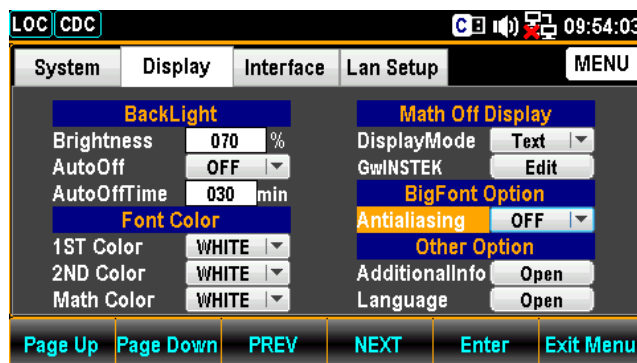 LOC CDC C 09:54:03
System Display Interface Lan Setup MENU
BackLight
Brightness 070 %
AutoOff OFF
AutoOffTime 030 min
Font Color
1ST Color WHITE
2ND Color WHITE
Math Color WHITE
Math Off Display
DisplayMode Text
GWINSTEK Edit
BigFont Option
Antialiasing OFF
Other Option
AdditionalInfo Open
Language Open
Page Up Page Down PREV NEXT Enter Exit Menu